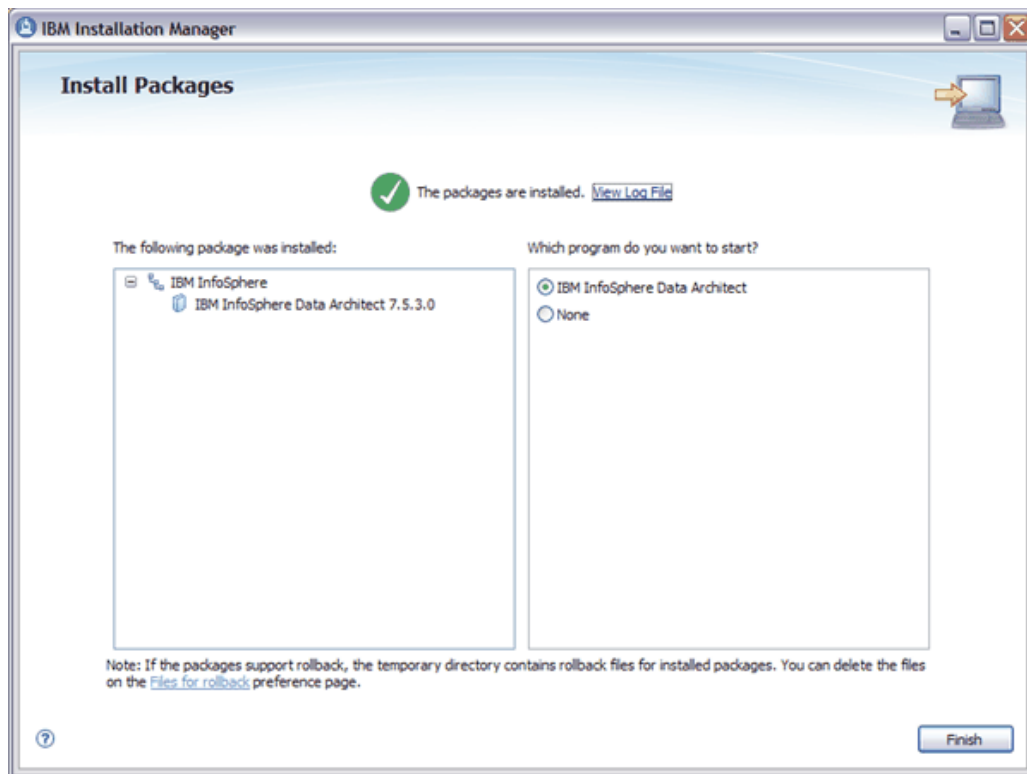 IBM Installation Manager
Install Packages
The packages are installed. View Log File
The following package was installed:
IBM InfoSphere
IBM InfoSphere Data Architect 7.5.3.0
Which program do you want to start?
IBM InfoSphere Data Architect
None
Note: If the packages support rollback, the temporary directory contains rollback files for installed packages. You can delete the files
on the Files for rollback preference page.
?
Finish